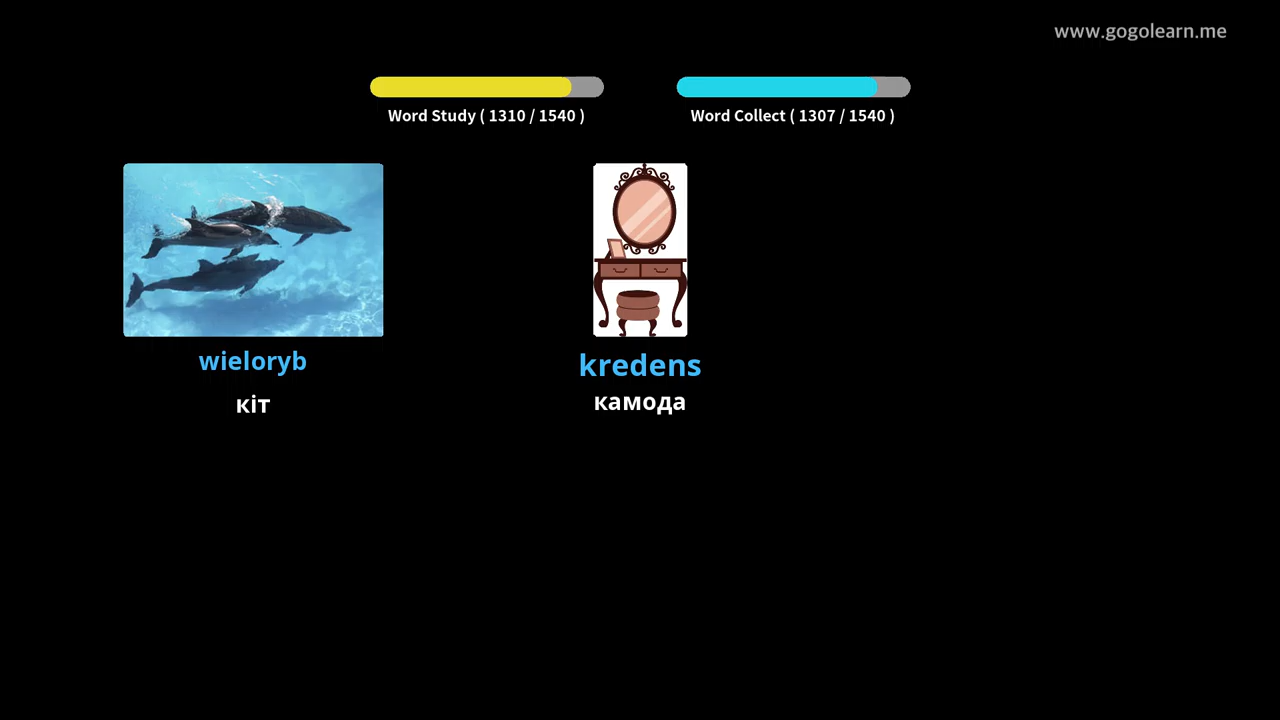 www.gogolearn.me
Word Study ( 1310 / 1540 )
Word Collect ( 1307 / 1540 )
wieloryb
кіт
kredens
камода